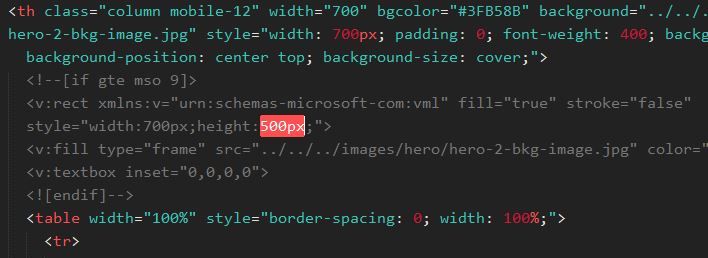 <th class="column mobile-12" width="700" bgcolor="#3FB58B" background="../../.
hero-2-bkg-image.jpg" style="width: 700px; padding: 0; font-weight: 400; backg
background-position: center top; background-size: cover;">
<!--[if gte mso 9]>
<v:rect xmlns:v="urn:schemas-microsoft-com:vml" fill="true" stroke="false"
style="width:700px;height:500px;">
<v:fill type="frame" src="../../../images/hero/hero-2-bkg-image.jpg" color="
<v:textbox inset="0,0,0,0">
<![endif]-->
<table width="100%" style="border-spacing: 0; width: 100%;">
<tr>